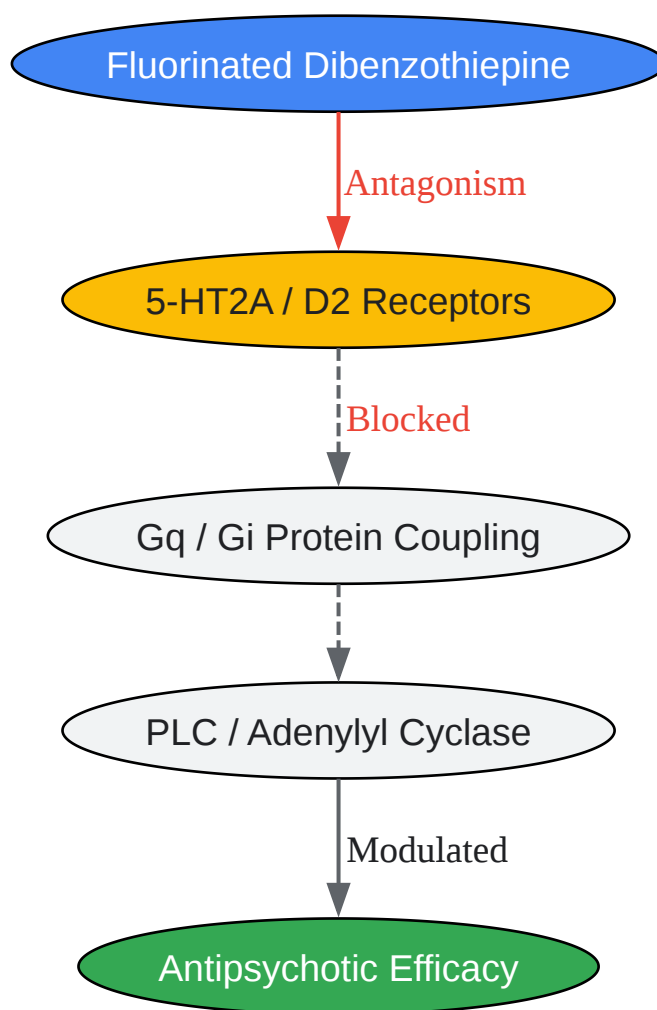 Fluorinated Dibenzothiepine
Antagonism
5-HT2A / D2 Receptors
Blocked
Gq / Gi Protein Coupling
PLC / Adenylyl Cyclase
Modulated
Antipsychotic Efficacy